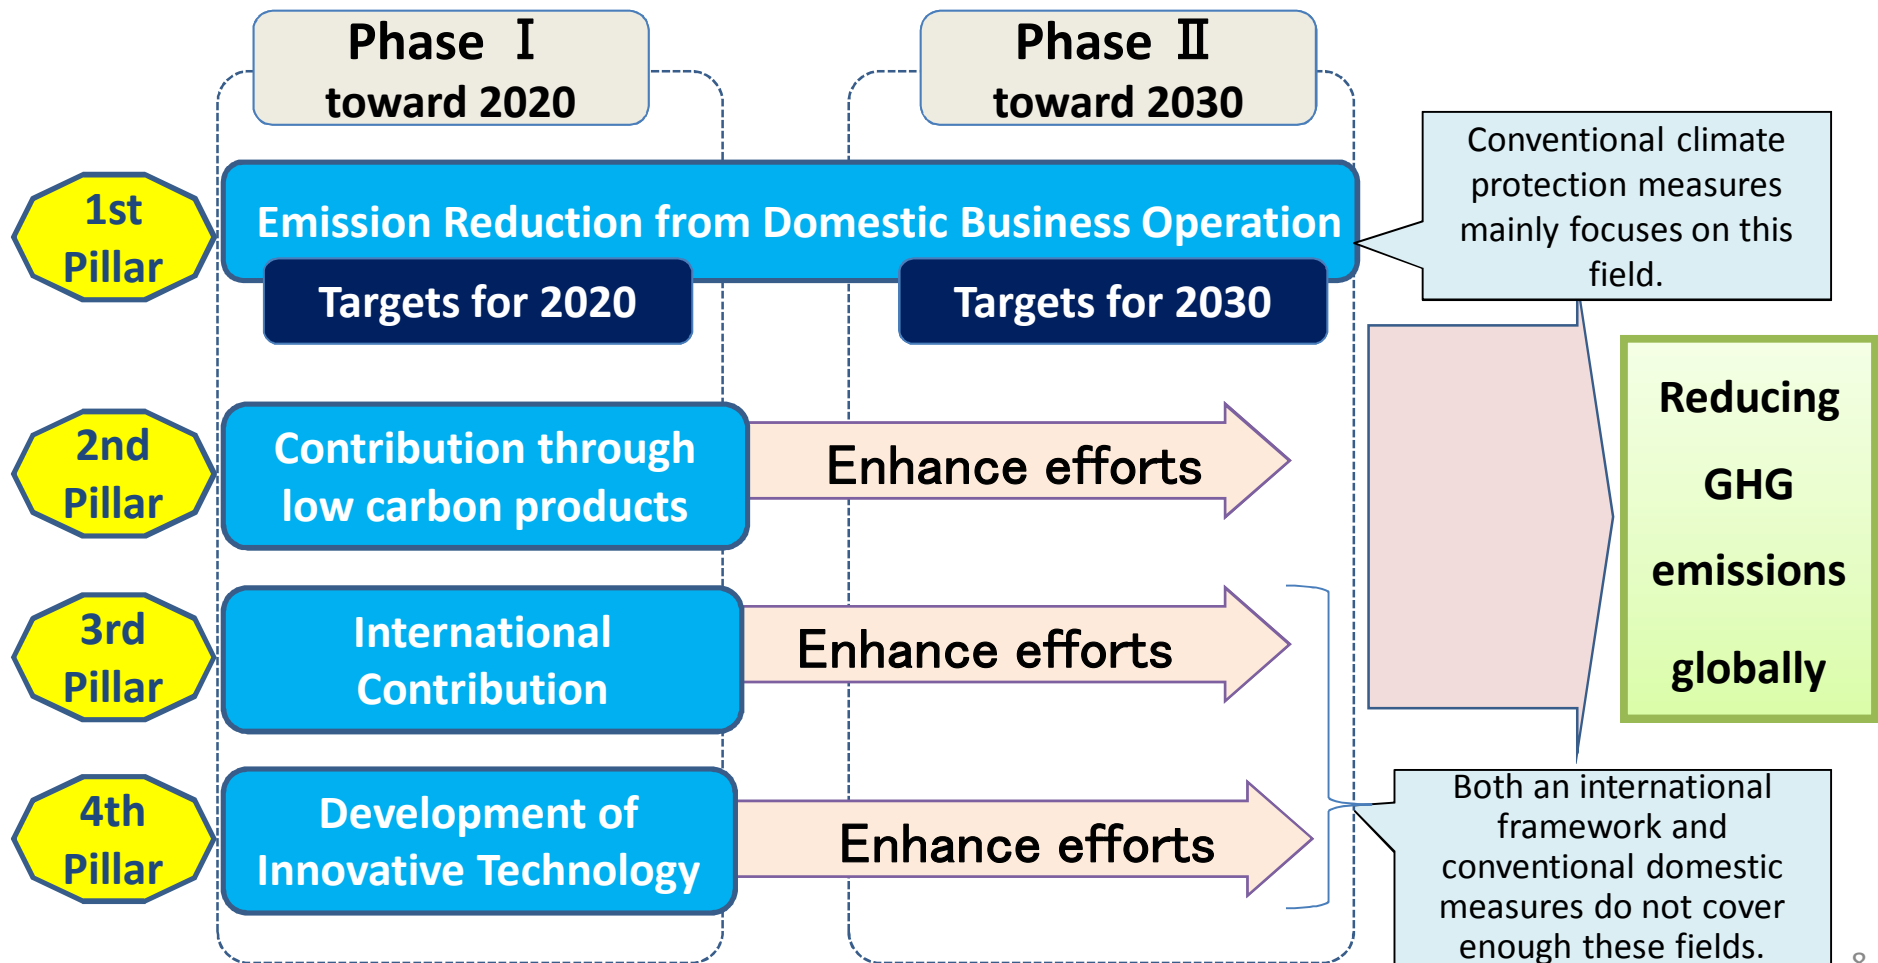 Phase Ⅰ
toward 2020
Phase Ⅱ
toward 2030
1st
Pillar
Emission Reduction from Domestic Business Operation
Targets for 2020
Targets for 2030
Conventional climate
protection measures
mainly focuses on this
field.
2nd
Pillar
Contribution through
low carbon products
Enhance efforts
3rd
Pillar
International
Contribution
Enhance efforts
4th
Pillar
Development of
Innovative Technology
Enhance efforts
Reducing
GHG
emissions
globally
Both an international
framework and
conventional domestic
measures do not cover
enough these fields.
8